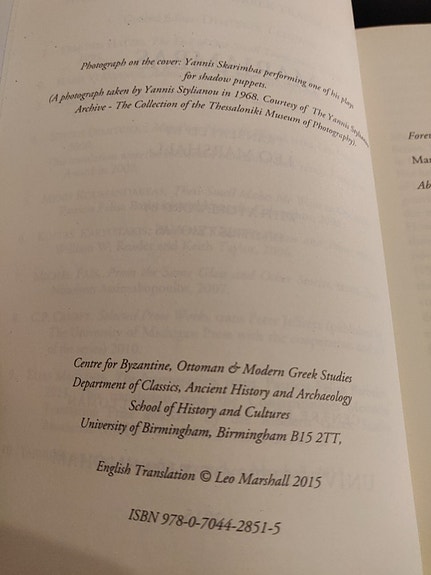 Photograph on the cover: Yannis Skarimbas performing one of his plays
for shadow puppets.
(A photograph taken by Yannis Stylianou in 1968. Courtesy of The Yannis Stylianou
Archive - The Collection of the Thessaloniki Museum of Photography).
Centre for Byzantine, Ottoman & Modern Greek Studies
Department of Classics, Ancient History and Archaeology
School of History and Cultures
University of Birmingham, Birmingham B15 2TT,
English Translation © Leo Marshall 2015
ISBN 978-0-7044-2851-5